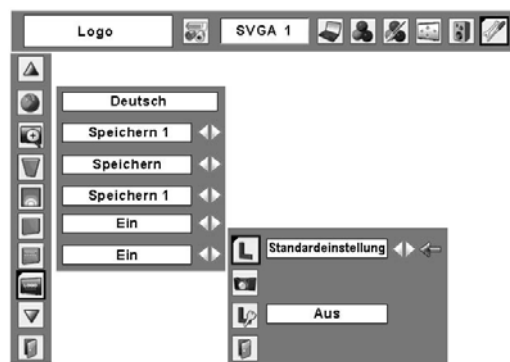 Logo SVGA 1
Deutsch
Speichern 1
Speichern
Speichern 1
Ein
Ein
Standardeinstellung
Aus